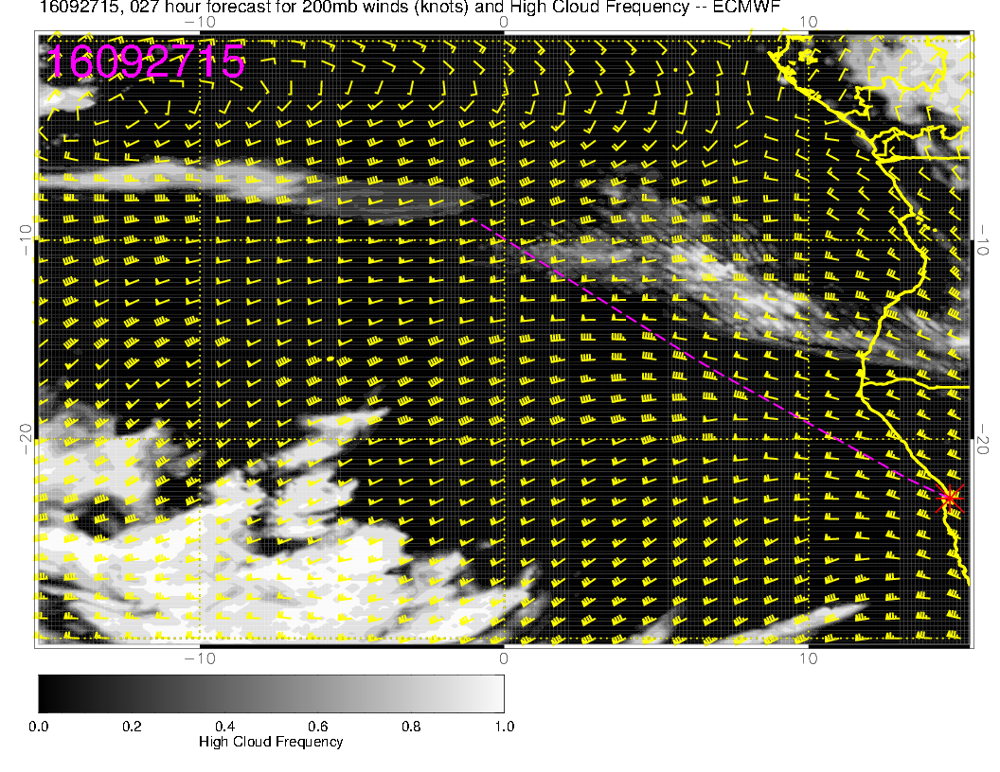 16092715, 027 hour forecast for 200mb winds (knots) and High Cloud Frequency -- ECMWF
−10 0 10
16092715
−10 −10
−20 −20
−10 0 10
0.0 0.2 0.4 0.6 0.8 1.0
High Cloud Frequency